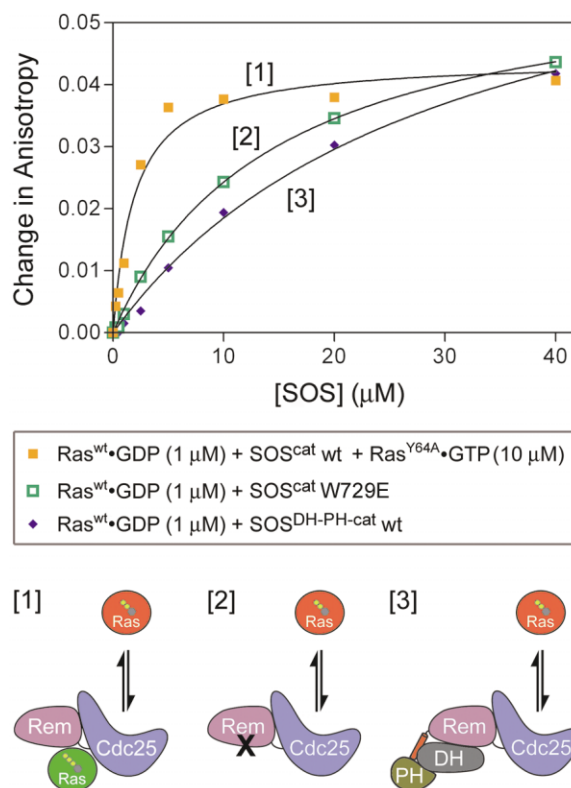 0.05
0.04
0.03
0.02
0.01
0.00
Change in Anisotropy
[1]
[2]
[3]
0 10 20 30 40
[SOS] (μM)
Ras^wt•GDP (1 μM) + SOS^cat wt + Ras^Y64A•GTP (10 μM)
Ras^wt•GDP (1 μM) + SOS^cat W729E
Ras^wt•GDP (1 μM) + SOS^DH-PH-cat wt
[1] [2] [3]
Ras Ras Ras
Rem Cdc25 Rem Cdc25 Rem Cdc25
X
Ras PH DH